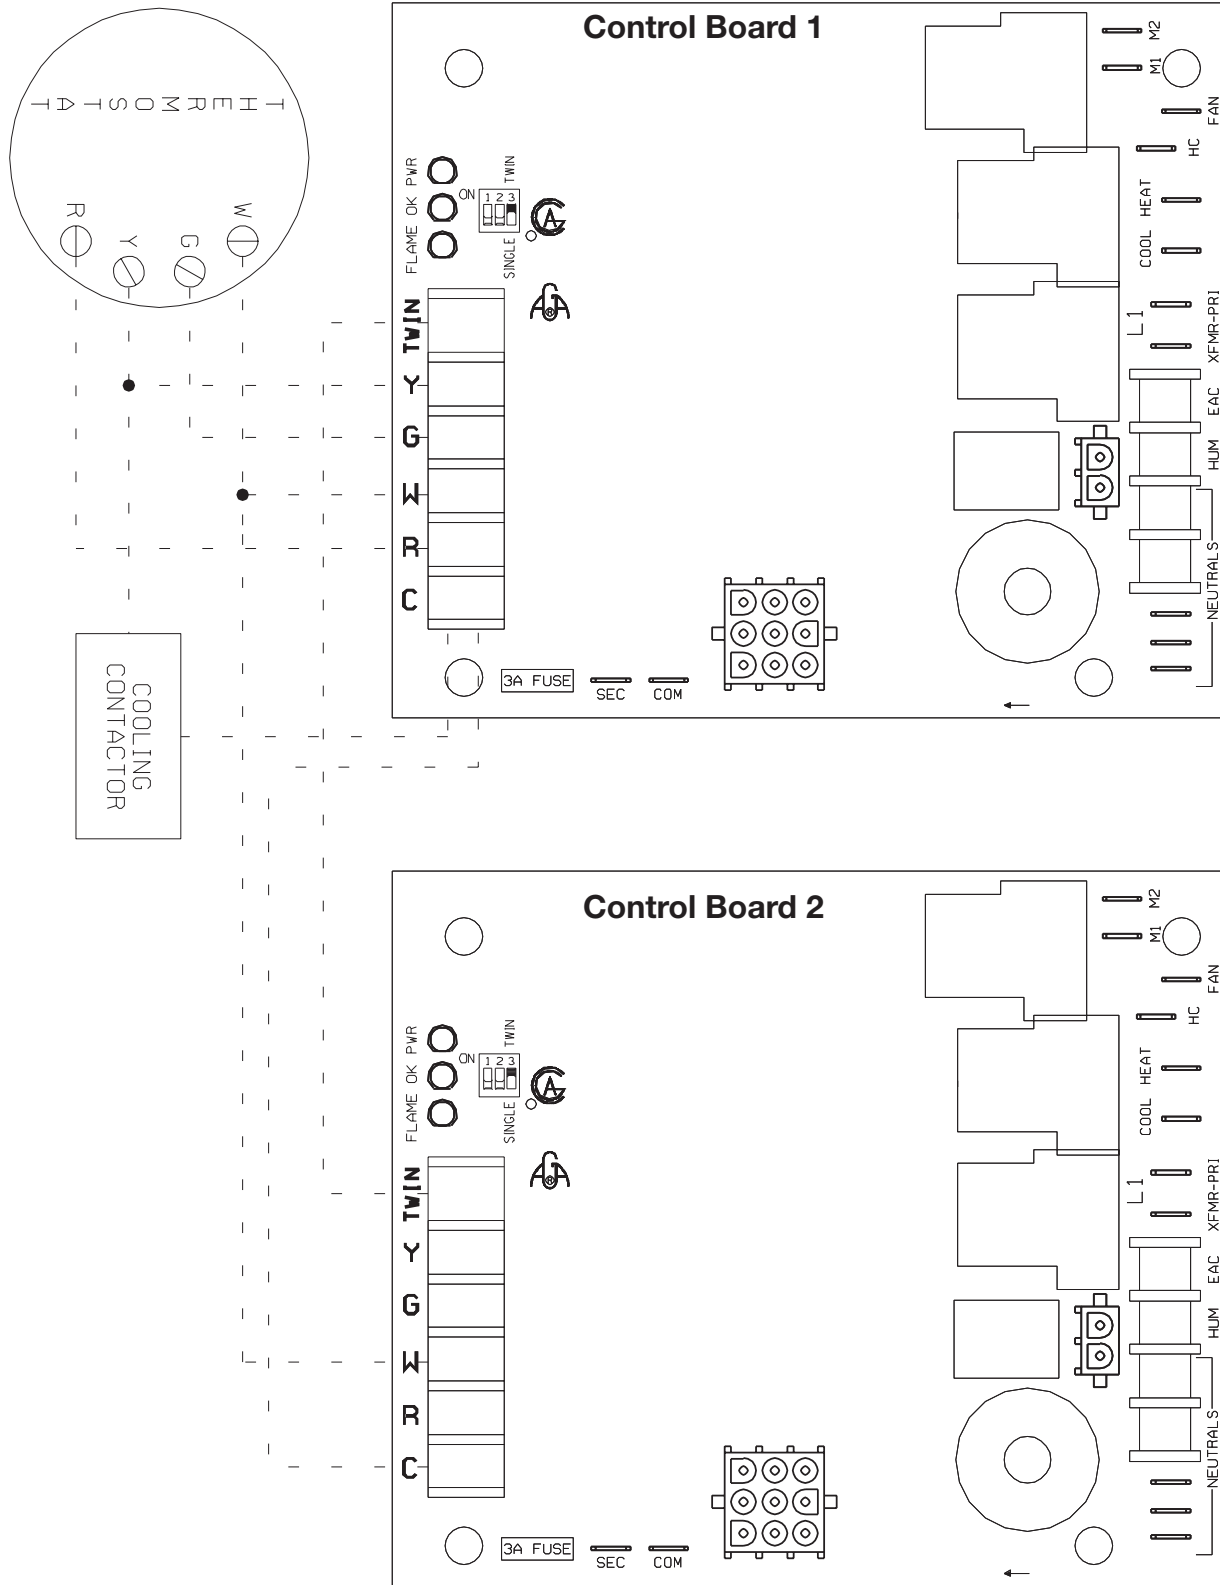 Control Board 1
THERMOSTAT
R
Y
G
W
M2
M1
FAN
HC
HEAT
COOL
L1
XFMR-PRI
EAC
HUM
NEUTRALS
PWR
OK
FLAME
ON
1 2 3
TWIN
SINGLE
TWIN
Y
G
W
R
C
3A FUSE
SEC
COM
COOLING
CONTACTOR
Control Board 2
M2
M1
FAN
HC
HEAT
COOL
L1
XFMR-PRI
EAC
HUM
NEUTRALS
PWR
OK
FLAME
ON
1 2 3
TWIN
SINGLE
TWIN
Y
G
W
R
C
3A FUSE
SEC
COM